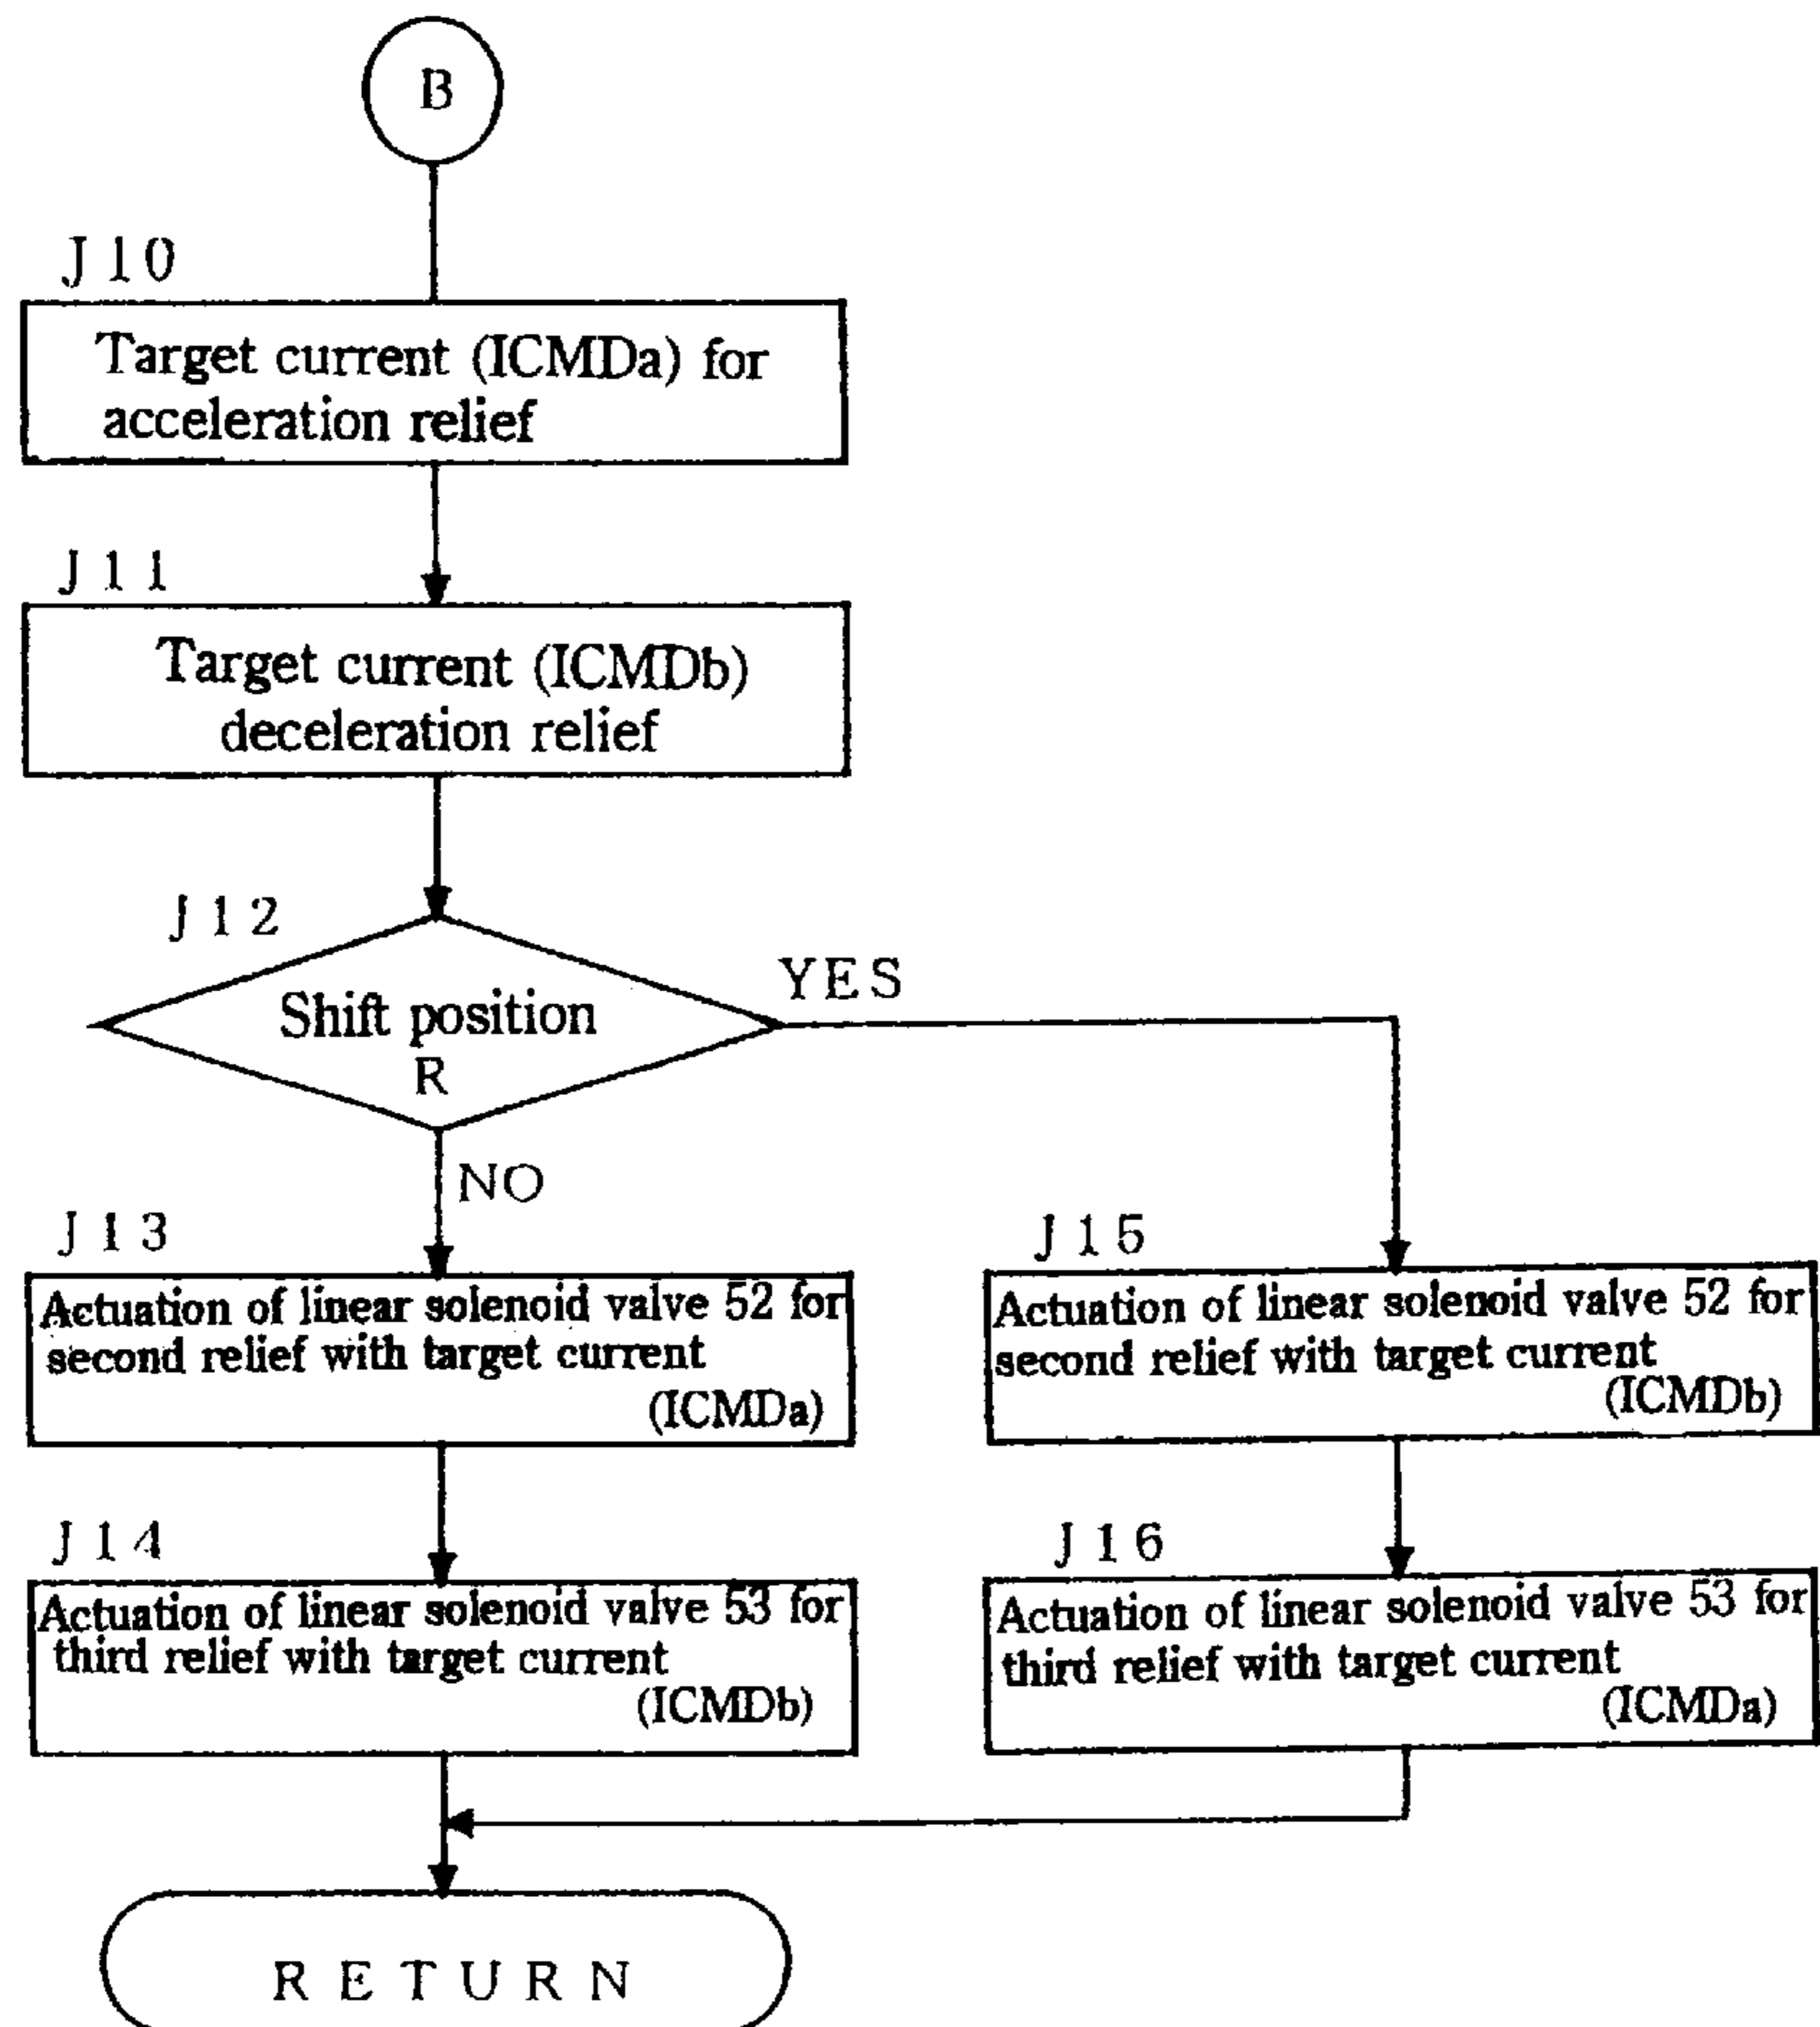 B
J10
Target current (ICMDa) for
acceleration relief
J11
Target current (ICMDb)
deceleration relief
J12
Shift position
R
YES
NO
J13
Actuation of linear solenoid valve 52 for
second relief with target current
(ICMDa)
J15
Actuation of linear solenoid valve 52 for
second relief with target current
(ICMDb)
J14
Actuation of linear solenoid valve 53 for
third relief with target current
(ICMDb)
J16
Actuation of linear solenoid valve 53 for
third relief with target current
(ICMDa)
RETURN